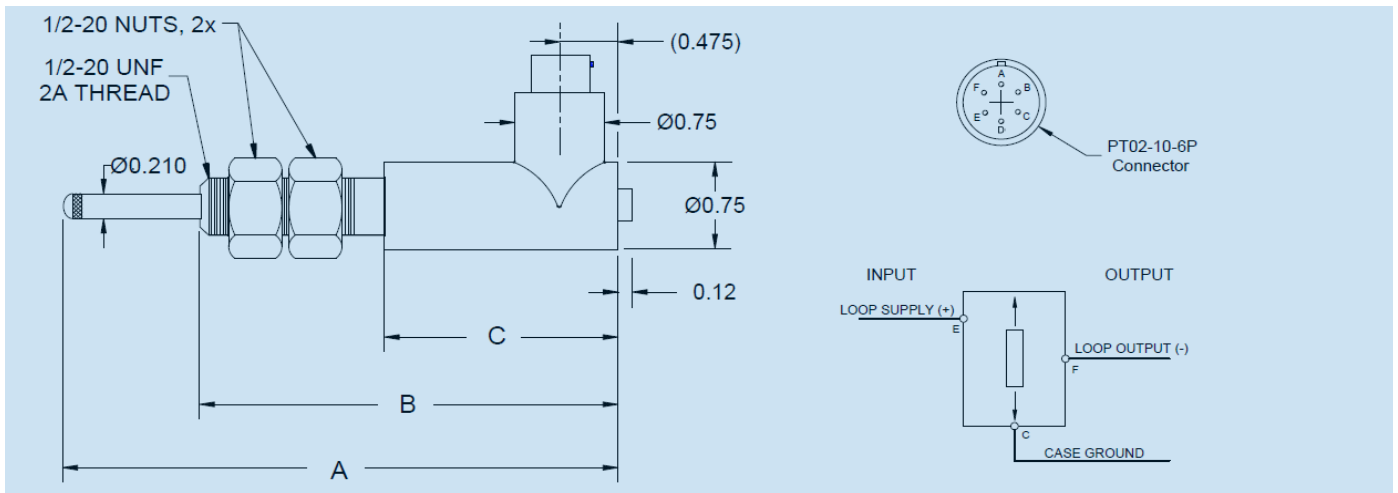 1/2-20 NUTS, 2x
1/2-20 UNF
2A THREAD
Ø0.210
(0.475)
Ø0.75
Ø0.75
0.12
C
B
A
A
B
C
D
E
F
PT02-10-6P
Connector
INPUT
OUTPUT
LOOP SUPPLY (+)
E
LOOP OUTPUT (-)
F
C
CASE GROUND